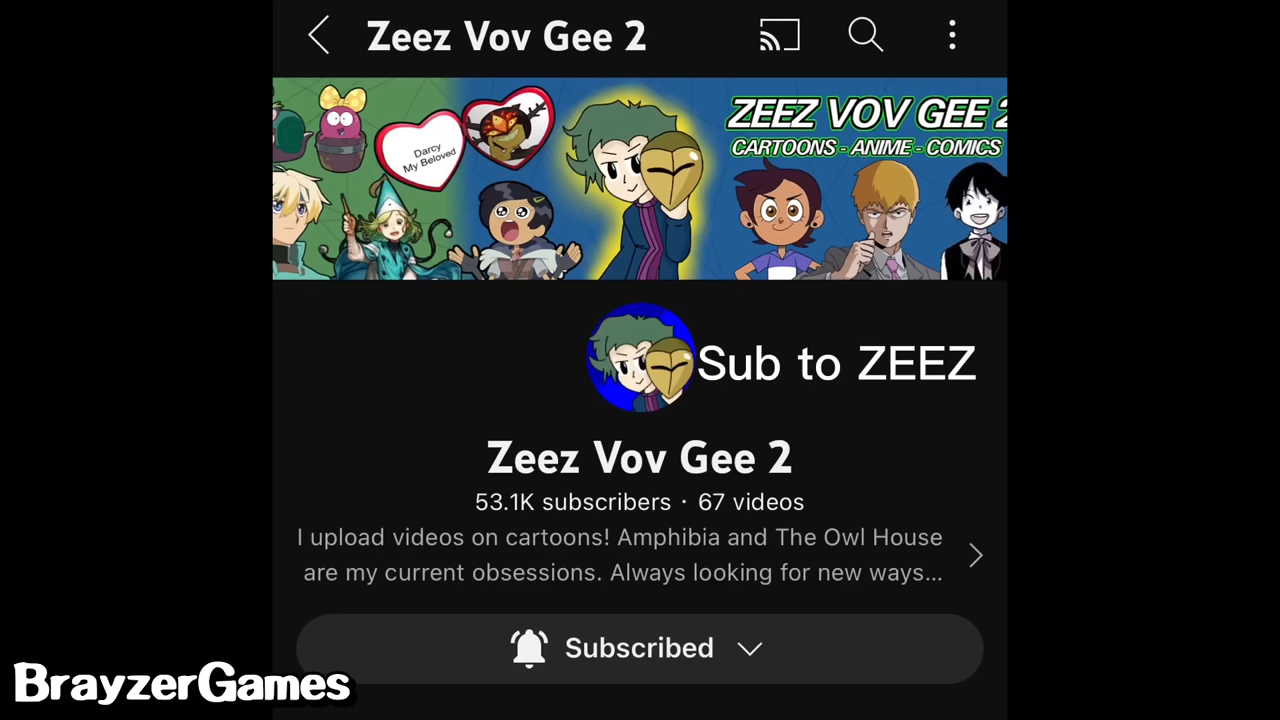 Zeez Vov Gee 2
ZEEZ VOV GEE 2
CARTOONS - ANIME - COMICS
Darcy
My Beloved
Sub to ZEEZ
Zeez Vov Gee 2
53.1K subscribers · 67 videos
I upload videos on cartoons! Amphibia and The Owl House
are my current obsessions. Always looking for new ways...
Subscribed
BrayzerGames